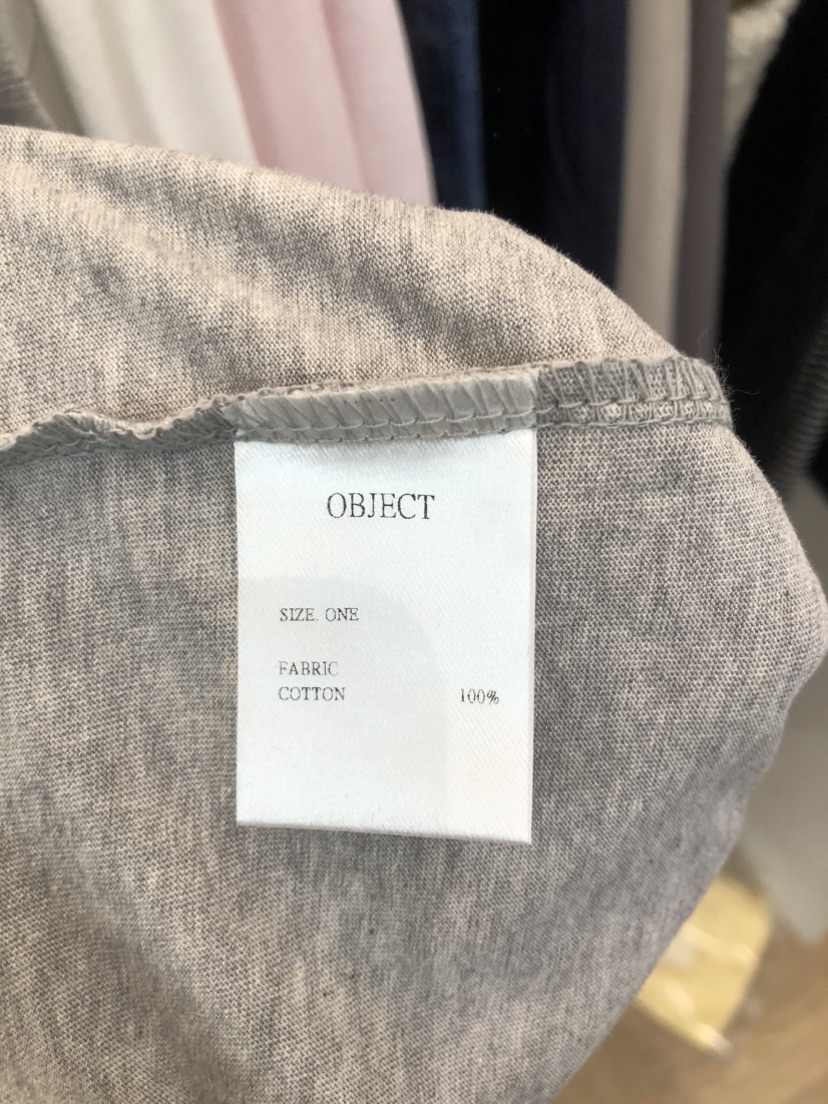 OBJECT
SIZE. ONE
FABRIC
COTTON 100%